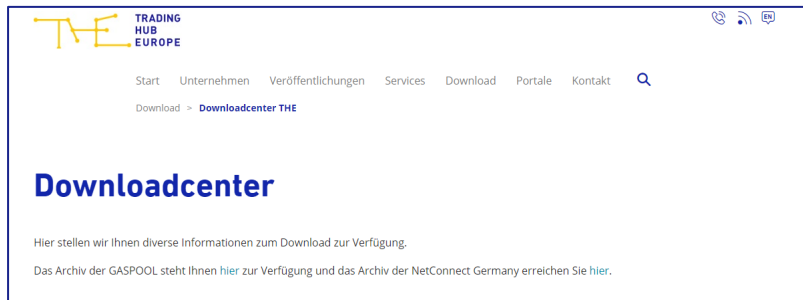 THE
TRADING
HUB
EUROPE
EN
Start Unternehmen Veröffentlichungen Services Download Portale Kontakt
Download > Downloadcenter THE
Downloadcenter
Hier stellen wir Ihnen diverse Informationen zum Download zur Verfügung.
Das Archiv der GASPOOL steht Ihnen hier zur Verfügung und das Archiv der NetConnect Germany erreichen Sie hier.